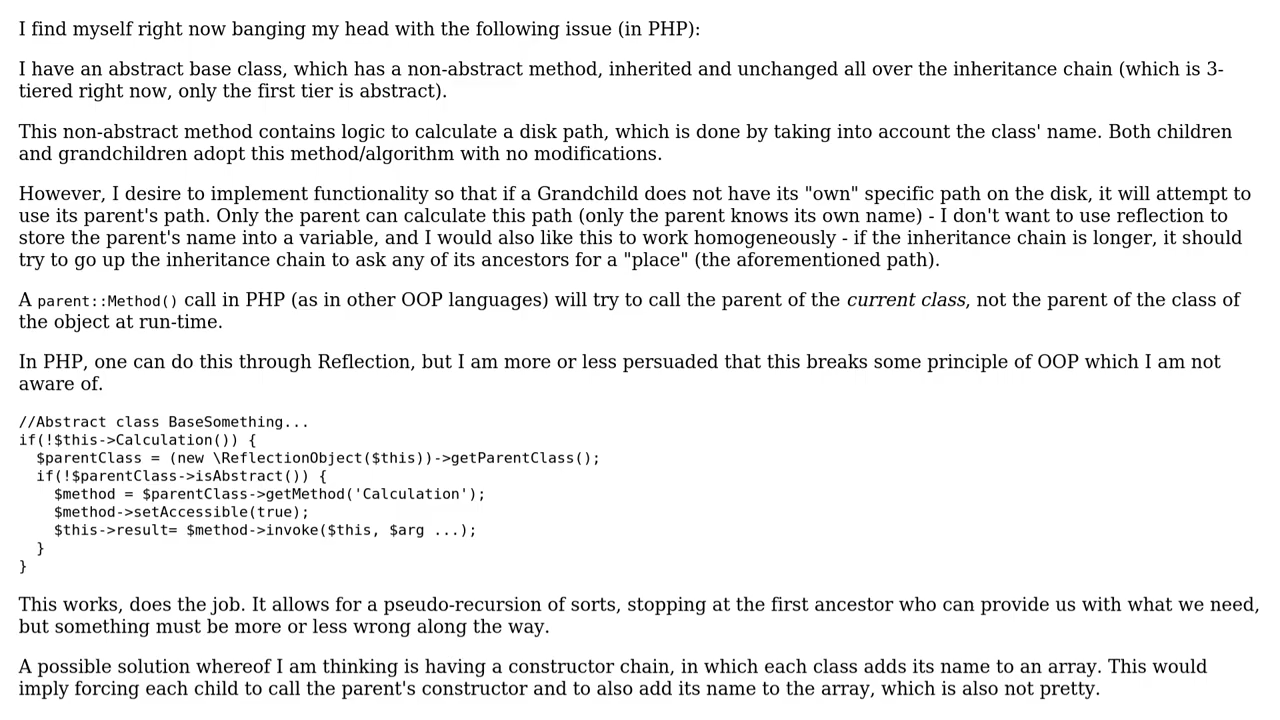 I find myself right now banging my head with the following issue (in PHP):
I have an abstract base class, which has a non-abstract method, inherited and unchanged all over the inheritance chain (which is 3-
tiered right now, only the first tier is abstract).
This non-abstract method contains logic to calculate a disk path, which is done by taking into account the class' name. Both children
and grandchildren adopt this method/algorithm with no modifications.
However, I desire to implement functionality so that if a Grandchild does not have its "own" specific path on the disk, it will attempt to
use its parent's path. Only the parent can calculate this path (only the parent knows its own name) - I don't want to use reflection to
store the parent's name into a variable, and I would also like this to work homogeneously - if the inheritance chain is longer, it should
try to go up the inheritance chain to ask any of its ancestors for a "place" (the aforementioned path).
A parent::Method() call in PHP (as in other OOP languages) will try to call the parent of the current class, not the parent of the class of
the object at run-time.
In PHP, one can do this through Reflection, but I am more or less persuaded that this breaks some principle of OOP which I am not
aware of.
//Abstract class BaseSomething...
if(!$this->Calculation()) {
  $parentClass = (new \ReflectionObject($this))->getParentClass();
  if(!$parentClass->isAbstract()) {
    $method = $parentClass->getMethod('Calculation');
    $method->setAccessible(true);
    $this->result= $method->invoke($this, $arg ...);
  }
}
This works, does the job. It allows for a pseudo-recursion of sorts, stopping at the first ancestor who can provide us with what we need,
but something must be more or less wrong along the way.
A possible solution whereof I am thinking is having a constructor chain, in which each class adds its name to an array. This would
imply forcing each child to call the parent's constructor and to also add its name to the array, which is also not pretty.